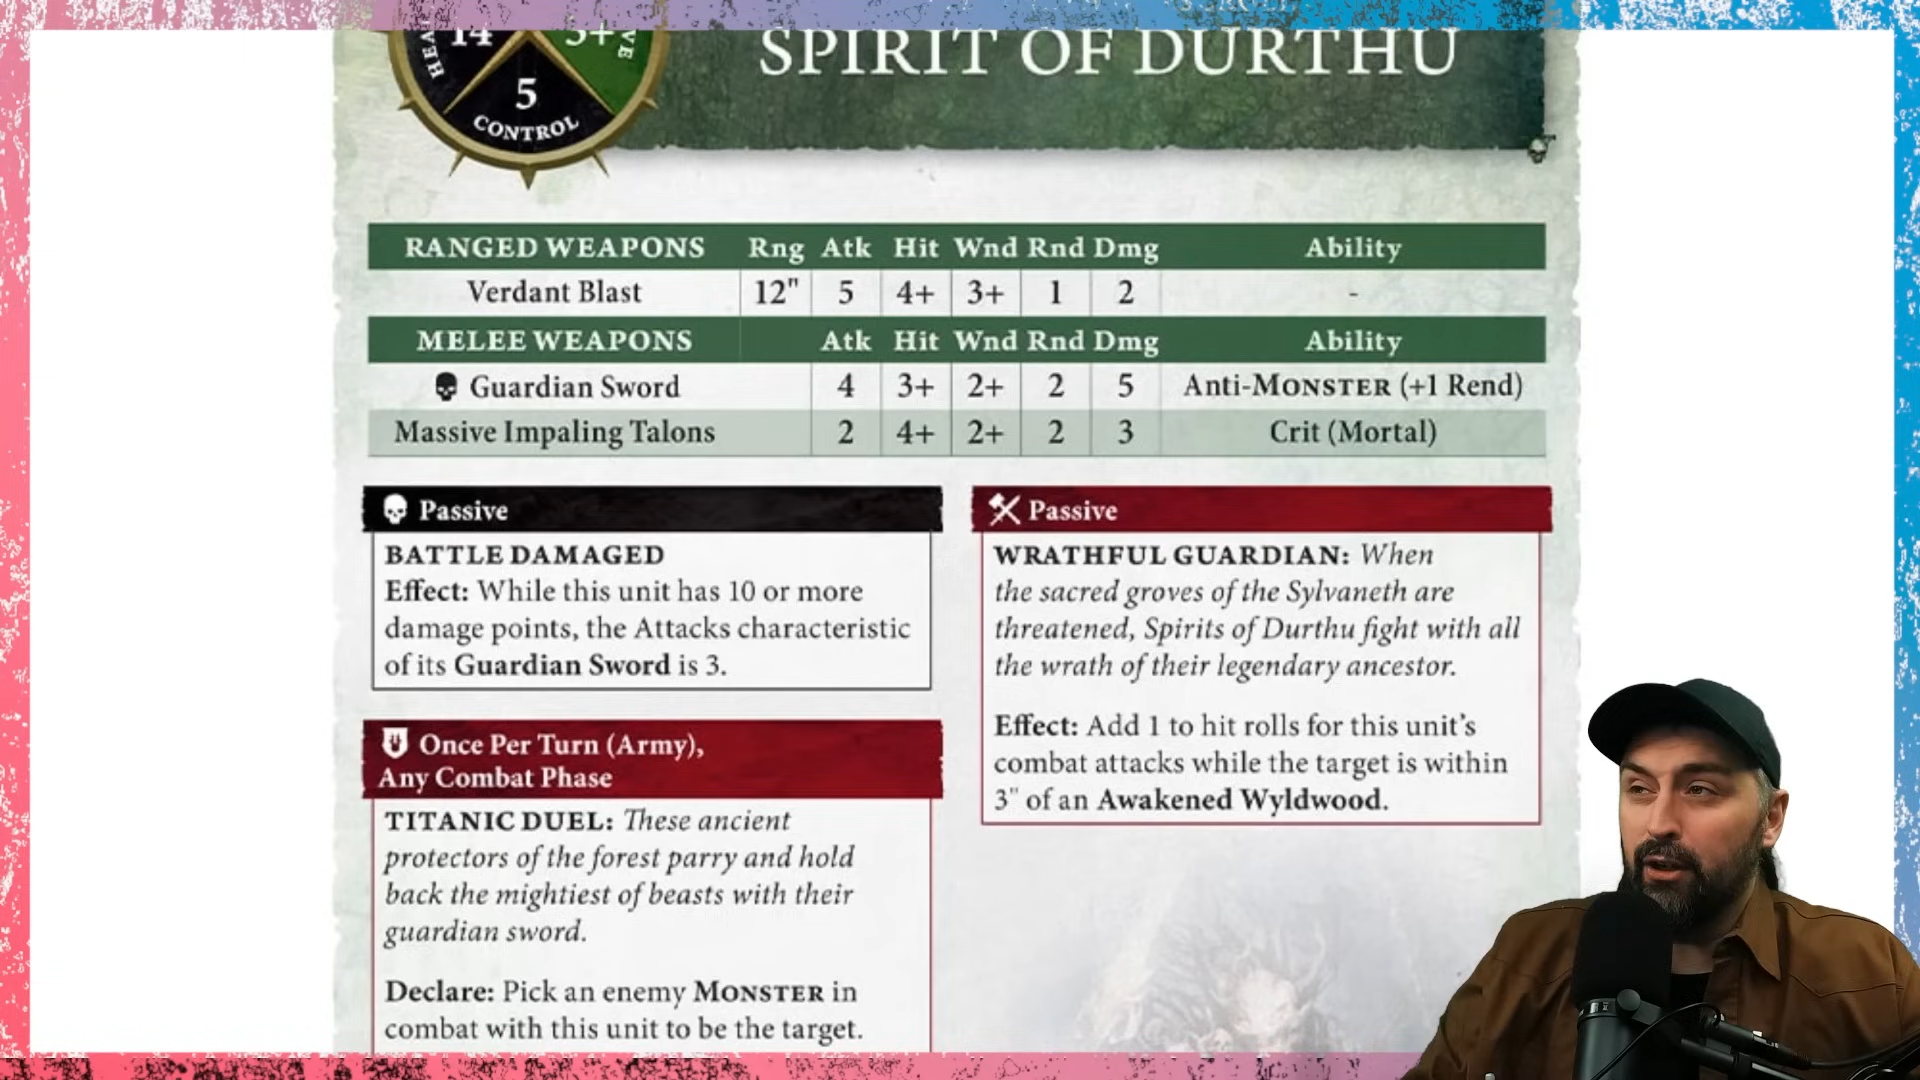 14
5
CONTROL
SPIRIT OF DURTHU
RANGED WEAPONS Rng Atk Hit Wnd Rnd Dmg Ability
Verdant Blast 12" 5 4+ 3+ 1 2 -
MELEE WEAPONS Atk Hit Wnd Rnd Dmg Ability
Guardian Sword 4 3+ 2+ 2 5 Anti-MONSTER (+1 Rend)
Massive Impaling Talons 2 4+ 2+ 2 3 Crit (Mortal)
Passive
BATTLE DAMAGED
Effect: While this unit has 10 or more
damage points, the Attacks characteristic
of its Guardian Sword is 3.
Once Per Turn (Army),
Any Combat Phase
TITANIC DUEL: These ancient
protectors of the forest parry and hold
back the mightiest of beasts with their
guardian sword.
Declare: Pick an enemy MONSTER in
combat with this unit to be the target.
Passive
WRATHFUL GUARDIAN: When
the sacred groves of the Sylvaneth are
threatened, Spirits of Durthu fight with all
the wrath of their legendary ancestor.
Effect: Add 1 to hit rolls for this unit's
combat attacks while the target is within
3" of an Awakened Wyldwood.